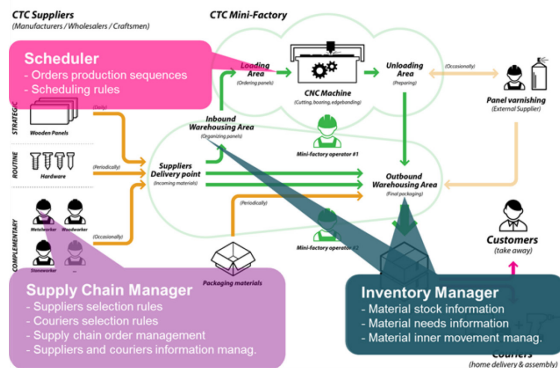 CTC Suppliers
(Manufacturers / Wholesalers / Craftsmen)
CTC Mini-Factory
Scheduler
- Orders production sequences
- Scheduling rules
Loading
Area
(Ordering panels)
CNC Machine
(Cutting, boaring, edgebanding)
Unloading
Area
(Preparing)
(Occasionally)
Panel varnishing
(External Supplier)
STRATEGIC
(Daily)
Wooden Panels
Inbound
Warehousing Area
(Organizing panels)
Mini-factory operator #1
ROUTINE
Hardware
(Periodically)
Suppliers
Delivery point
(Incoming materials)
Outbound
Warehousing Area
(Final packaging)
COMPLEMENTARY
Metalworker
Woodworker
(Occasionally)
Stoneworker
...
(Periodically)
Packaging materials
Mini-factory operator #2
Customers
(take away)
Supply Chain Manager
- Suppliers selection rules
- Couriers selection rules
- Supply chain order management
- Suppliers and couriers information manag.
Inventory Manager
- Material stock information
- Material needs information
- Material inner movement manag.
Couriers
(home delivery & assembly)